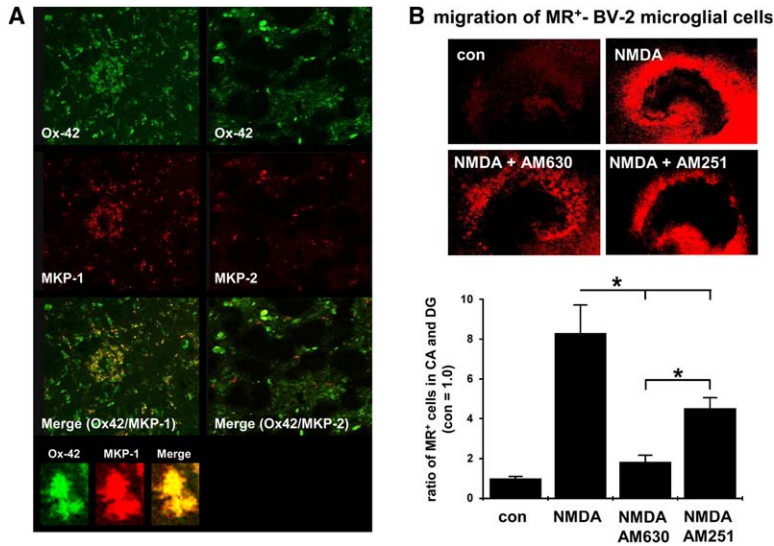 A
Ox-42
Ox-42
MKP-1
MKP-2
Merge (Ox42/MKP-1)
Merge (Ox42/MKP-2)
Ox-42 MKP-1 Merge
B migration of MR⁺- BV-2 microglial cells
con
NMDA
NMDA + AM630
NMDA + AM251
ratio of MR⁺ cells in CA and DG
(con = 1.0)
10
8
6
4
2
0
*
*
con
NMDA
NMDA
AM630
NMDA
AM251